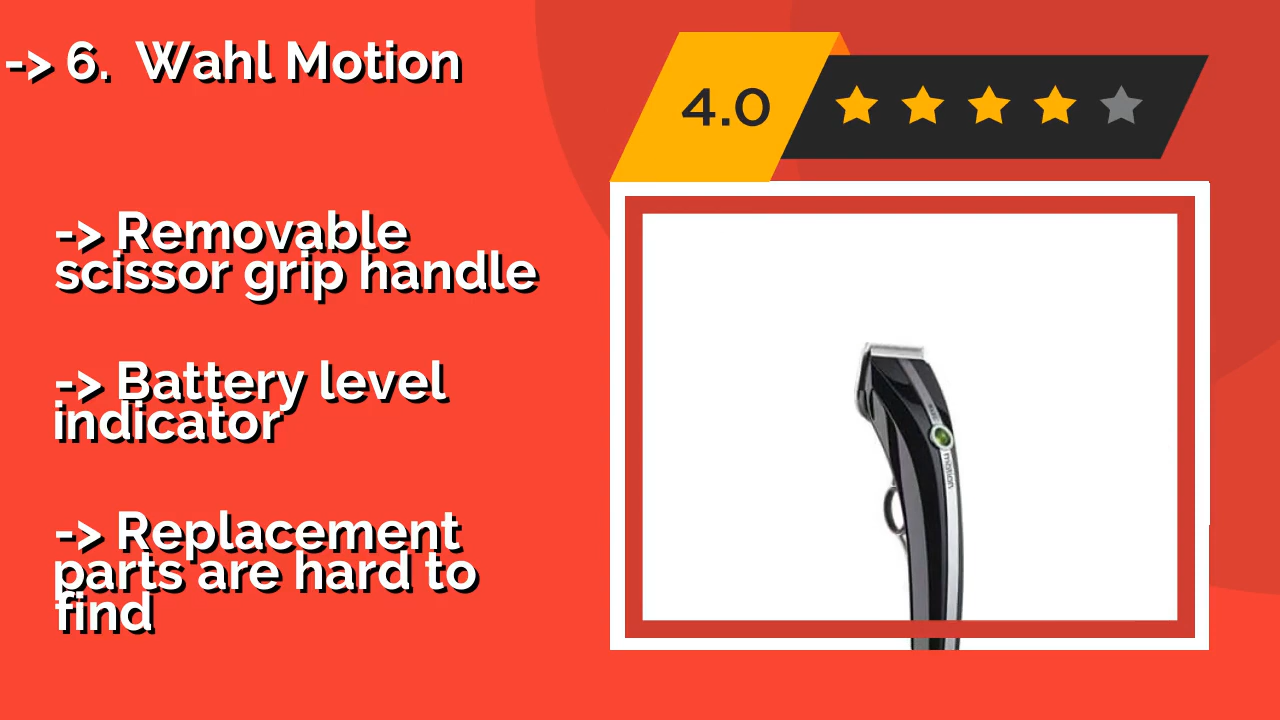 -> 6. Wahl Motion
4.0
-> Removable
scissor grip handle
-> Battery level
indicator
-> Replacement
parts are hard to
find
motion